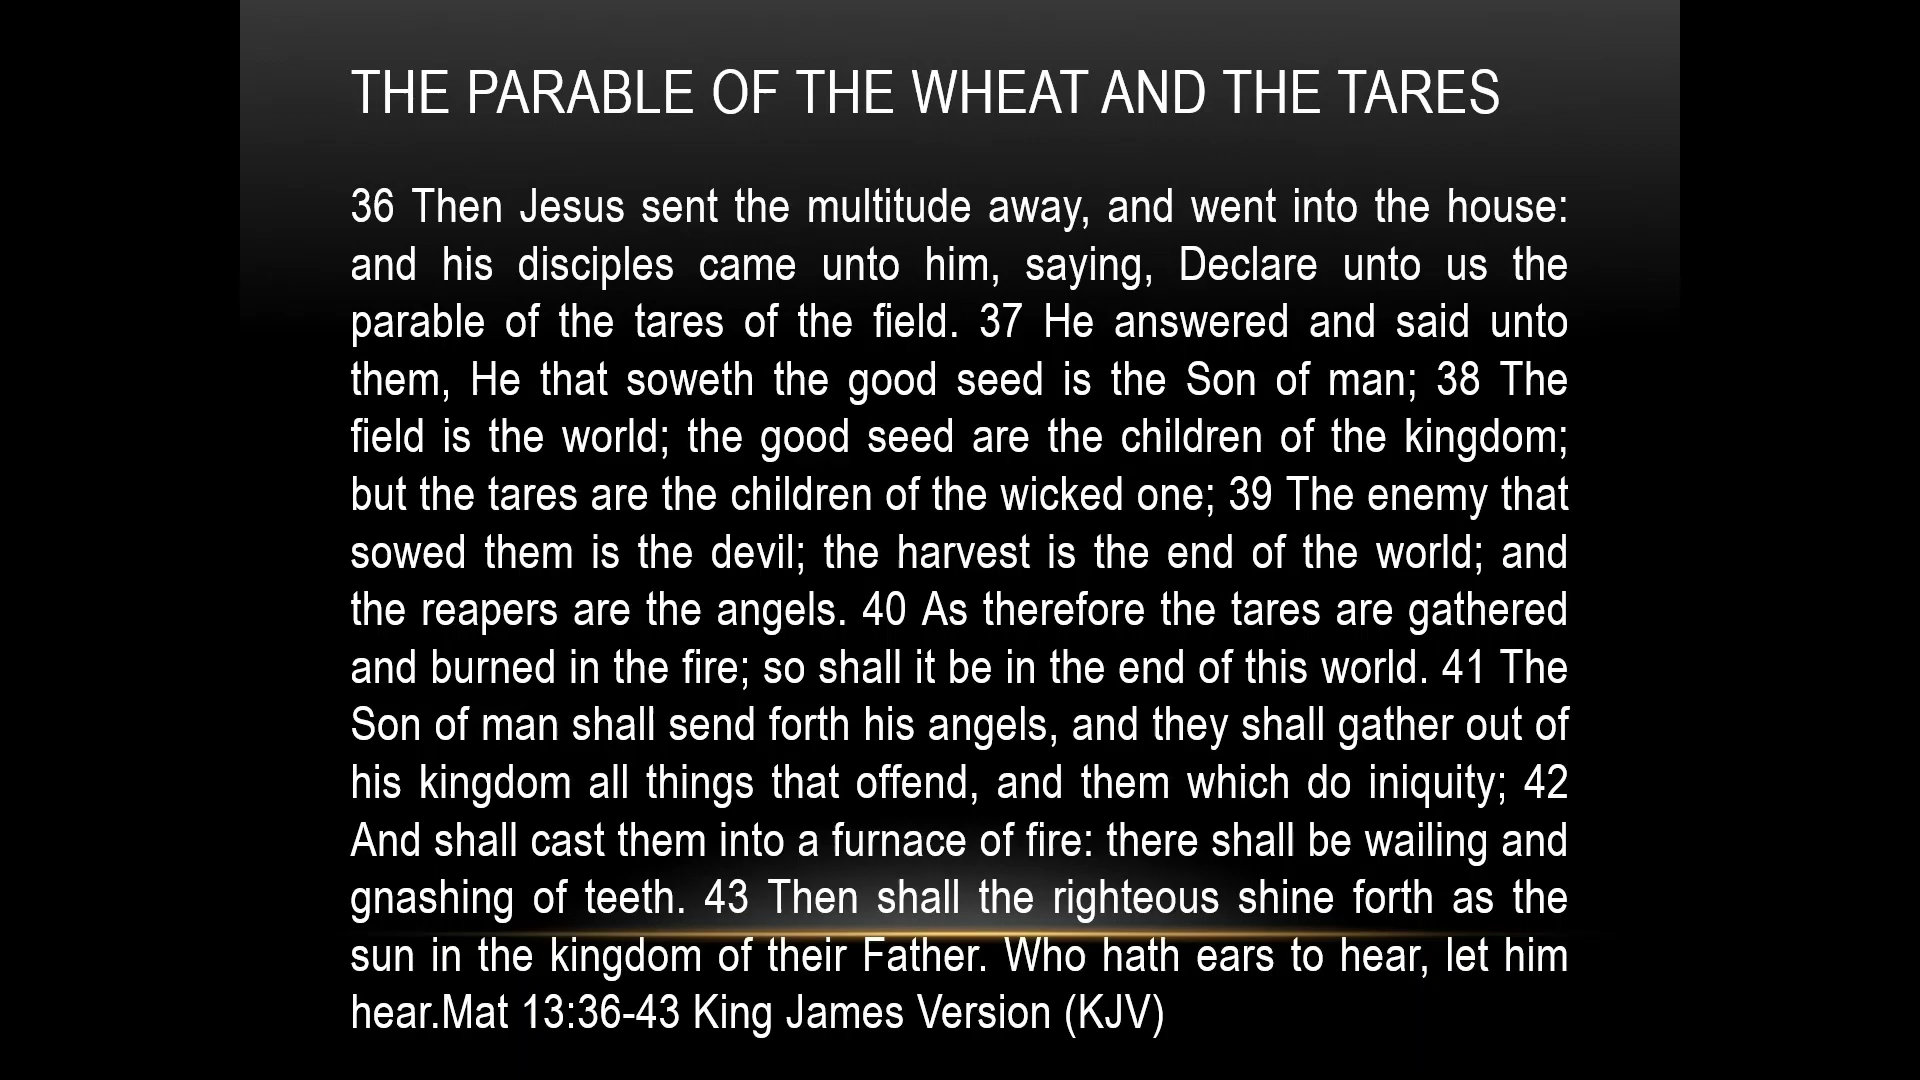 THE PARABLE OF THE WHEAT AND THE TARES
36 Then Jesus sent the multitude away, and went into the house:
and his disciples came unto him, saying, Declare unto us the
parable of the tares of the field. 37 He answered and said unto
them, He that soweth the good seed is the Son of man; 38 The
field is the world; the good seed are the children of the kingdom;
but the tares are the children of the wicked one; 39 The enemy that
sowed them is the devil; the harvest is the end of the world; and
the reapers are the angels. 40 As therefore the tares are gathered
and burned in the fire; so shall it be in the end of this world. 41 The
Son of man shall send forth his angels, and they shall gather out of
his kingdom all things that offend, and them which do iniquity; 42
And shall cast them into a furnace of fire: there shall be wailing and
gnashing of teeth. 43 Then shall the righteous shine forth as the
sun in the kingdom of their Father. Who hath ears to hear, let him
hear.Mat 13:36-43 King James Version (KJV)